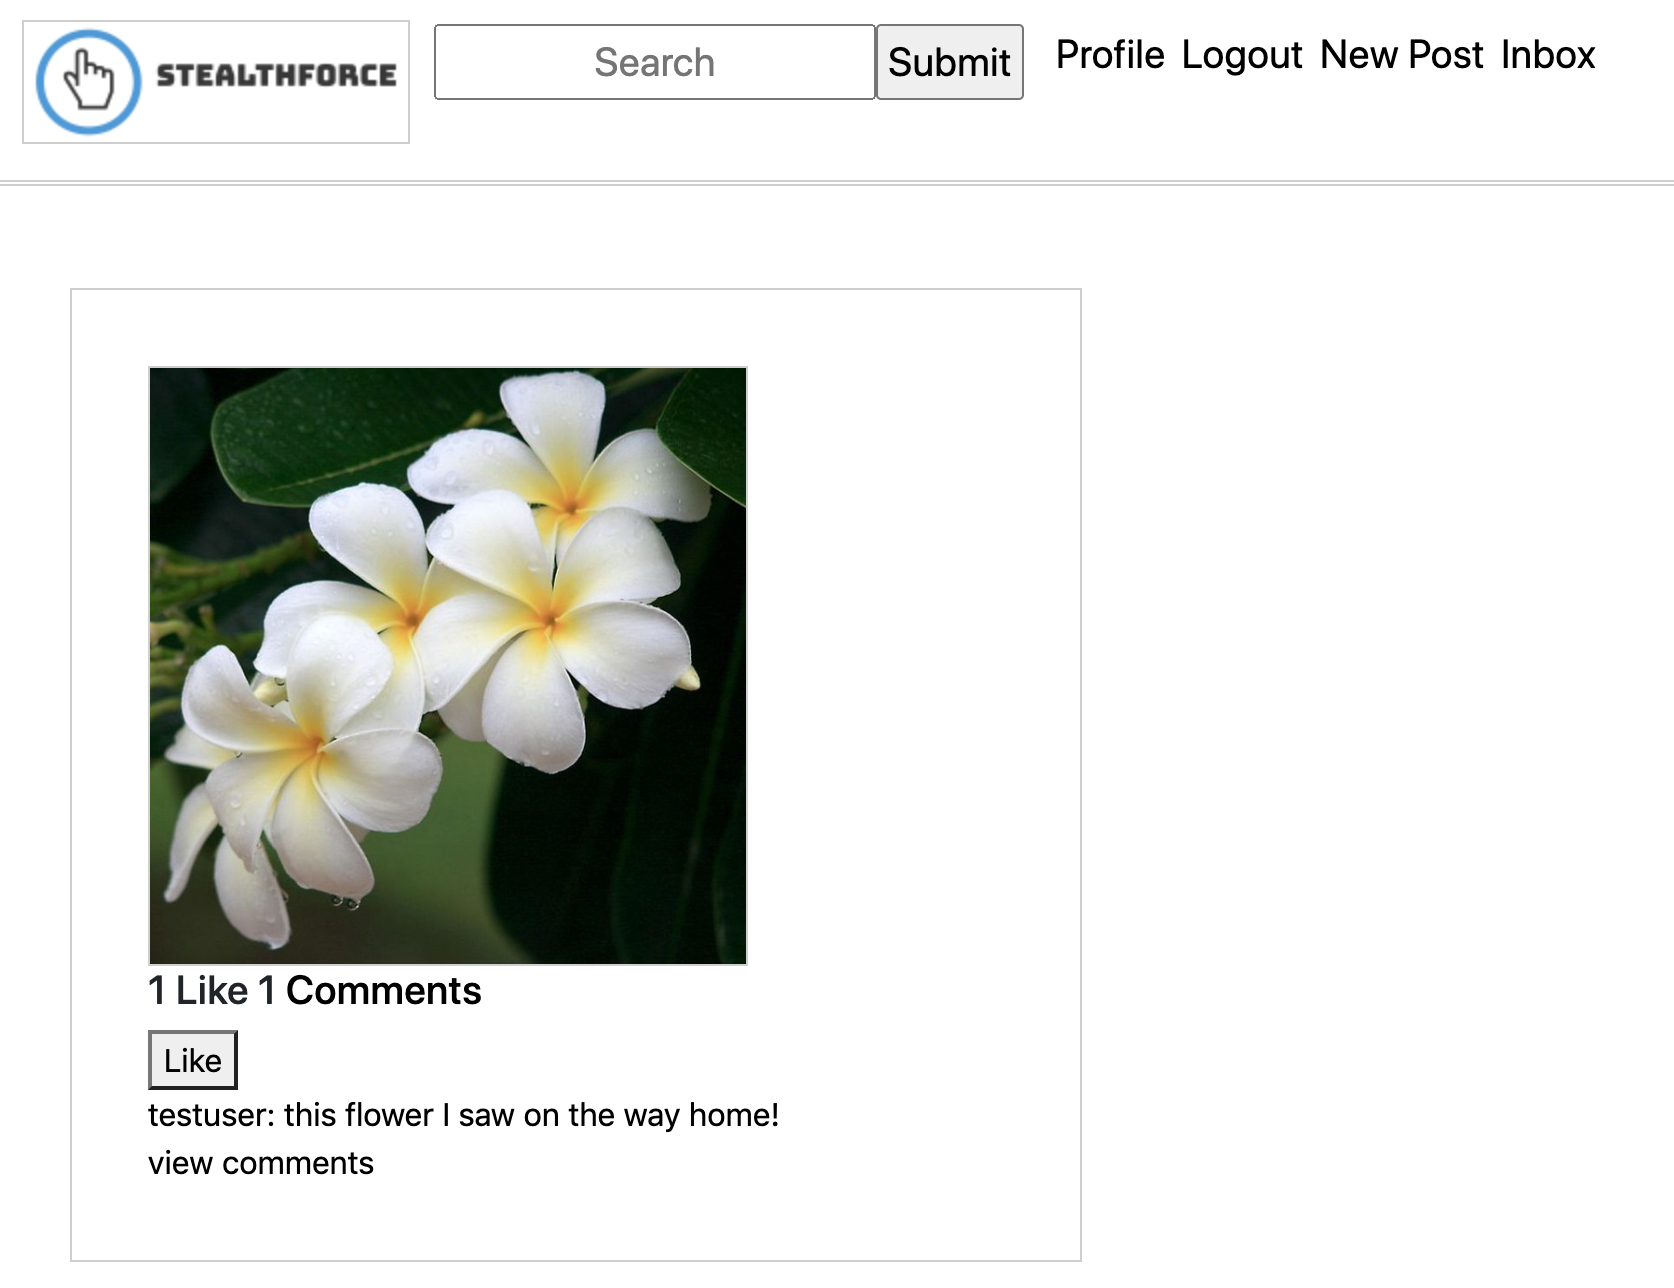 STEALTHFORCE
Search
Submit
Profile Logout New Post Inbox
1 Like 1 Comments
Like
testuser: this flower I saw on the way home!
view comments